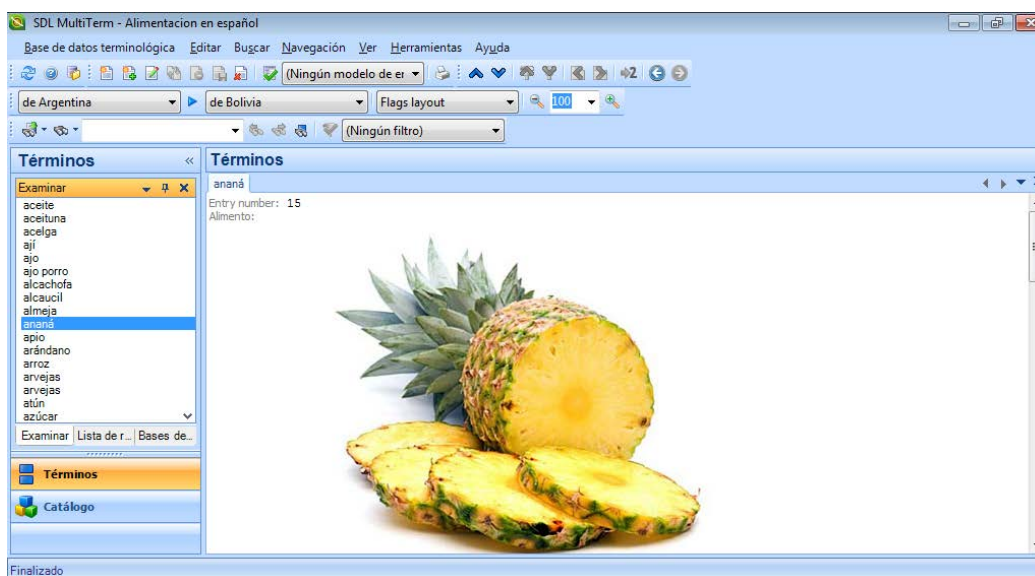 SDL MultiTerm - Alimentacion en español
Base de datos terminológica Editar Buscar Navegación Ver Herramientas Ayuda
(Ningún modelo de er
de Argentina de Bolivia Flags layout 100
(Ningún filtro)
Términos « Términos
Examinar
ananá
Entry number: 15
Alimento:
aceite
aceituna
acelga
ají
ajo
ajo porro
alcachofa
alcaucil
almeja
ananá
apio
arándano
arroz
arvejas
arvejas
atún
azúcar
Examinar Lista de r... Bases de...
Términos
Catálogo
Finalizado